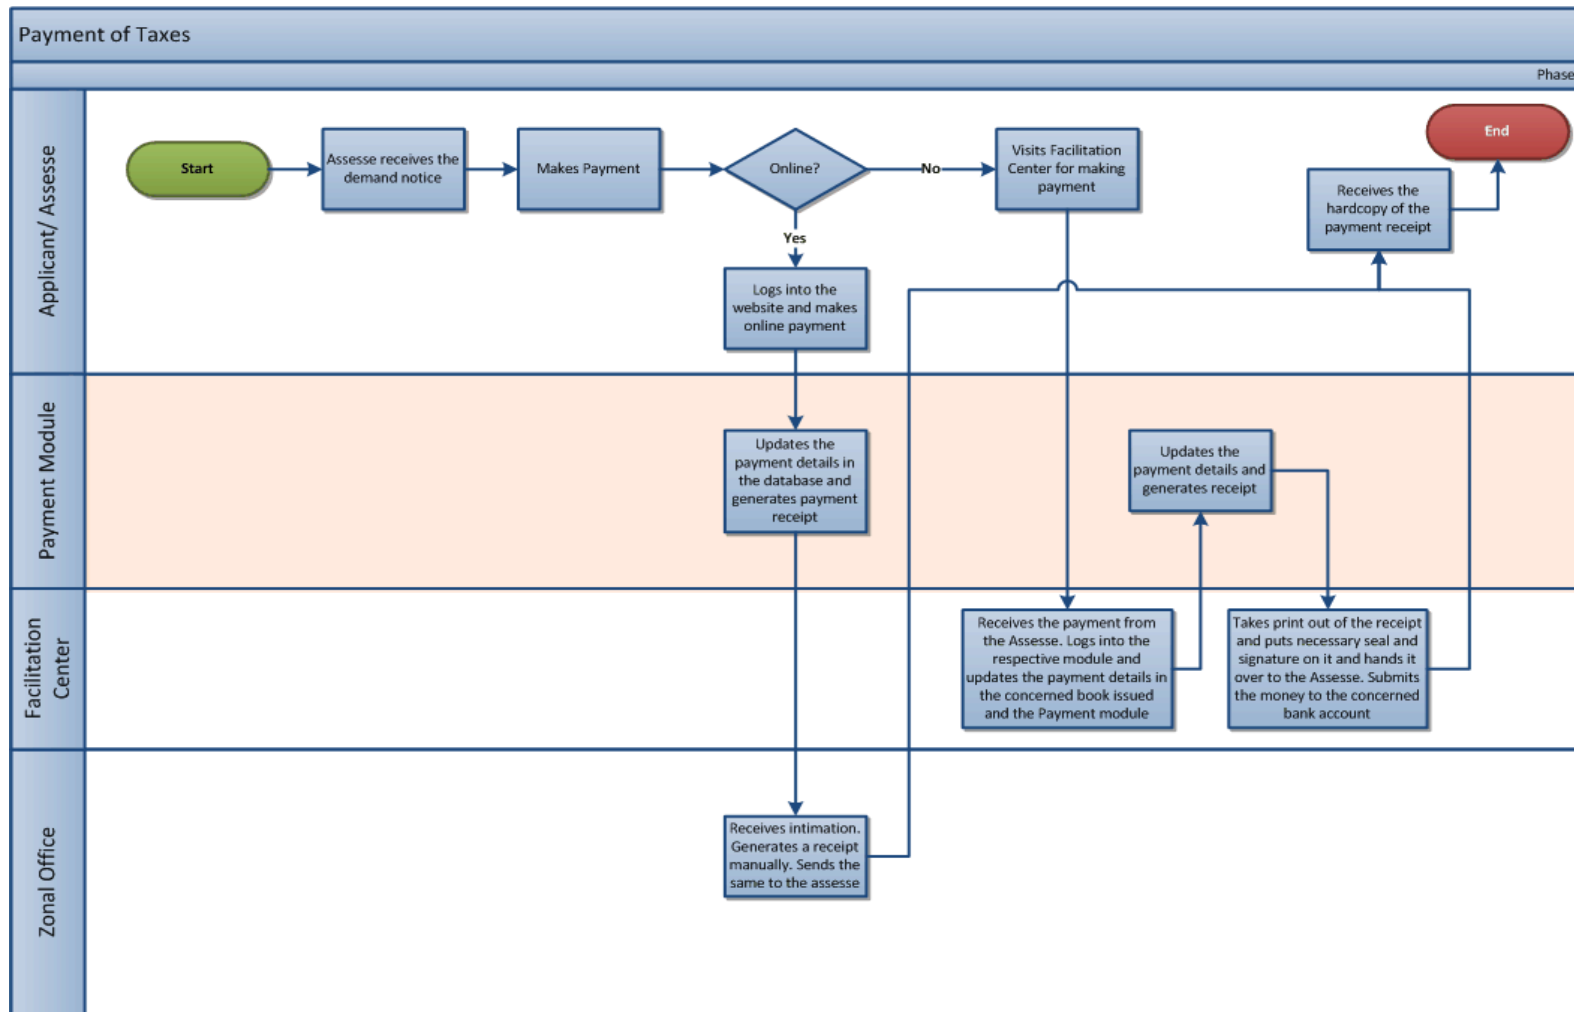 Payment of Taxes
Phase
Applicant/ Assesse
Start
Assesse receives the
demand notice
Makes Payment
Online?
No
Visits Facilitation
Center for making
payment
End
Receives the
hardcopy of the
payment receipt
Yes
Logs into the
website and makes
online payment
Payment Module
Updates the
payment details in
the database and
generates payment
receipt
Updates the
payment details and
generates receipt
Facilitation
Center
Receives the payment from
the Assesse. Logs into the
respective module and
updates the payment details in
the concerned book issued
and the Payment module
Takes print out of the receipt
and puts necessary seal and
signature on it and hands it
over to the Assesse. Submits
the money to the concerned
bank account
Zonal Office
Receives intimation.
Generates a receipt
manually. Sends the
same to the assesse